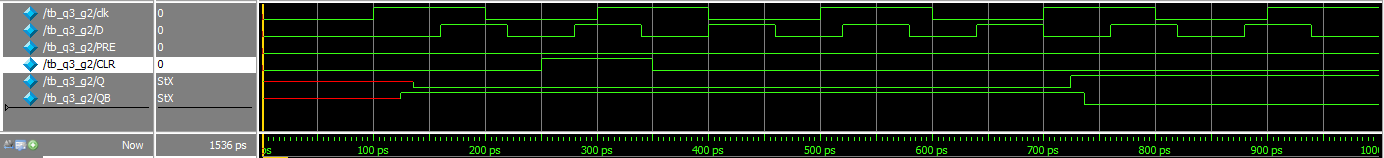 /tb_q3_g2/clk 0
/tb_q3_g2/D 0
/tb_q3_g2/PRE 0
/tb_q3_g2/CLR 0
/tb_q3_g2/Q StX
/tb_q3_g2/QB StX
Now 1536 ps ps 100 ps 200 ps 300 ps 400 ps 500 ps 600 ps 700 ps 800 ps 900 ps 100